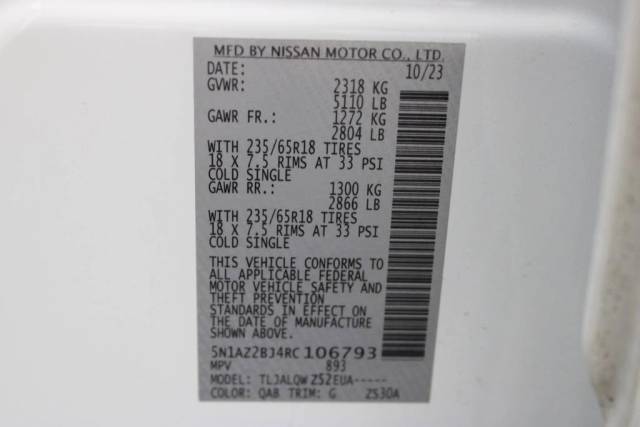 MFD BY NISSAN MOTOR CO., LTD.
DATE: 10/23
GVWR: 2318 KG
5110 LB
GAWR FR.: 1272 KG
2804 LB
WITH 235/65R18 TIRES
18 X 7.5 RIMS AT 33 PSI
COLD SINGLE
GAWR RR.: 1300 KG
2866 LB
WITH 235/65R18 TIRES
18 X 7.5 RIMS AT 33 PSI
COLD SINGLE
THIS VEHICLE CONFORMS TO
ALL APPLICABLE FEDERAL
MOTOR VEHICLE SAFETY AND
THEFT PREVENTION
STANDARDS IN EFFECT ON
THE DATE OF MANUFACTURE
SHOWN ABOVE.
5N1AZ2BJ4RC106793
MPV 893
MODEL: TLJALQWZ52EUA-----
COLOR: QAB TRIM: G Z530A